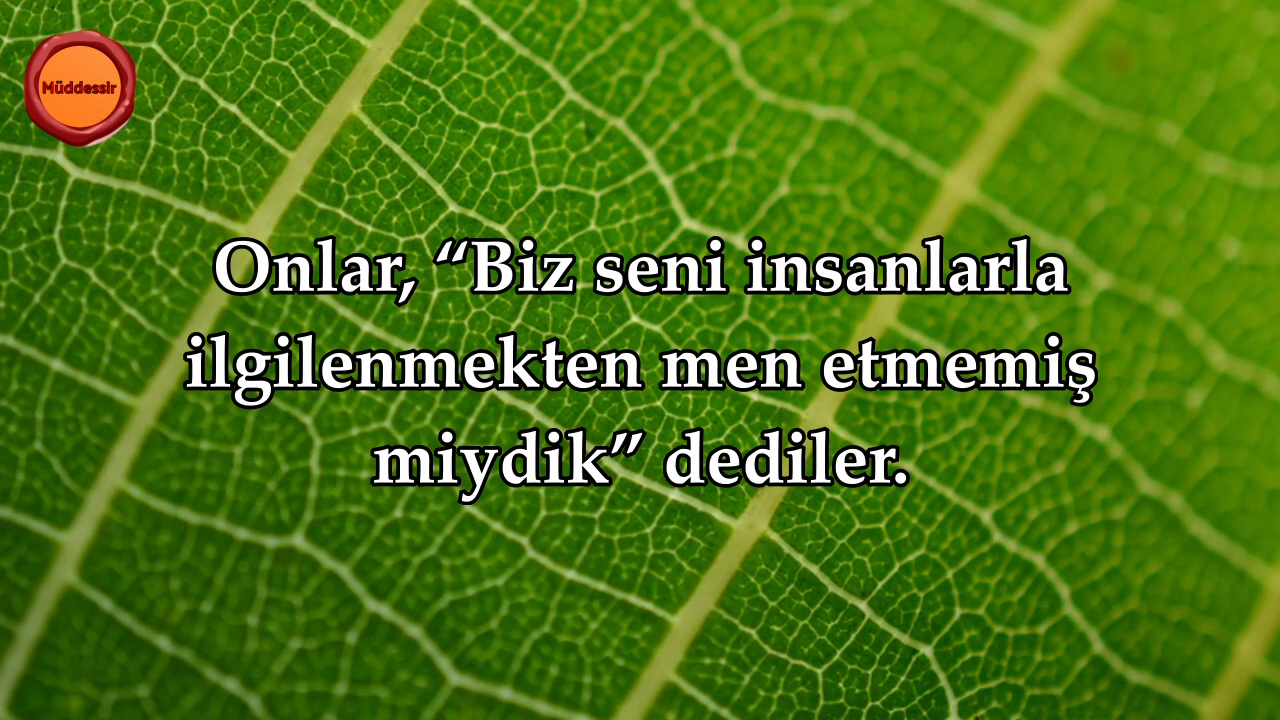 Müddessir
Onlar, “Biz seni insanlarla
ilgilenmekten men etmemiş
miydik” dediler.